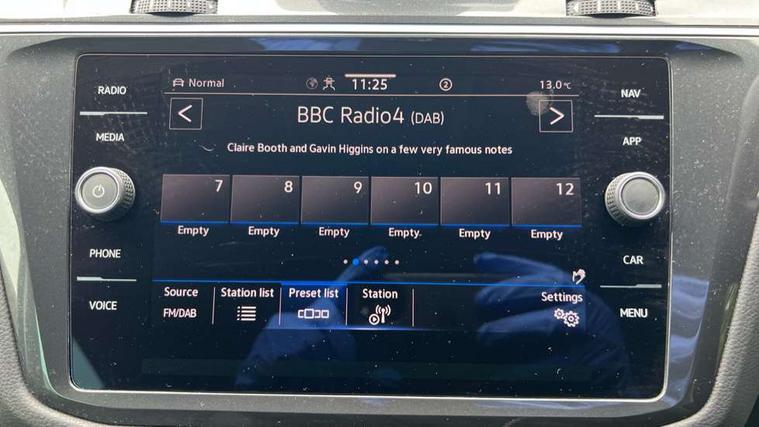 RADIO
MEDIA
PHONE
VOICE
Normal
11:25
2
13.0°C
BBC Radio4 (DAB)
Claire Booth and Gavin Higgins on a few very famous notes
7 8 9 10 11 12
Empty Empty Empty Empty Empty Empty
Source Station list Preset list Station Settings
FM/DAB
NAV
APP
CAR
MENU